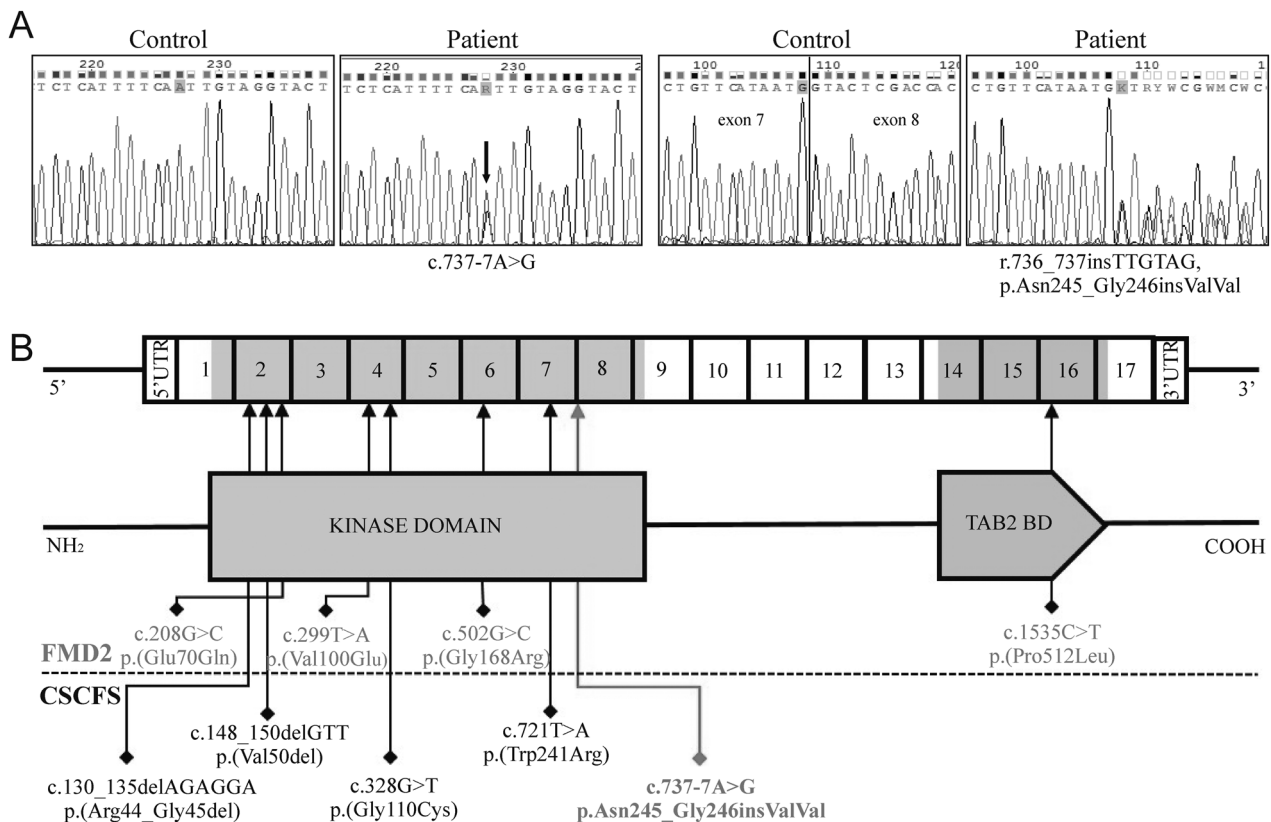 A
Control
Patient
Control
Patient
220 230
TCTCATTTTCAATTGTAGGTACT
220 230 2
TCTCATTTTCARTTGTAGGTACT
100 110 120
CTGTTCATAATGGTACTCGACCAC
exon 7 exon 8
100 110 1
CTGTTCATAATGKTRYWCGWMCWC
c.737-7A>G
r.736_737insTTGTAG,
p.Asn245_Gly246insValVal
B
5'
5'UTR 1 2 3 4 5 6 7 8 9 10 11 12 13 14 15 16 17 3'UTR
3'
KINASE DOMAIN
TAB2 BD
NH2
COOH
c.208G>C
p.(Glu70Gln)
c.299T>A
p.(Val100Glu)
c.502G>C
p.(Gly168Arg)
c.1535C>T
p.(Pro512Leu)
FMD2
CSCFS
c.148_150delGTT
p.(Val50del)
c.721T>A
p.(Trp241Arg)
c.130_135delAGAGGA
p.(Arg44_Gly45del)
c.328G>T
p.(Gly110Cys)
c.737-7A>G
p.Asn245_Gly246insValVal